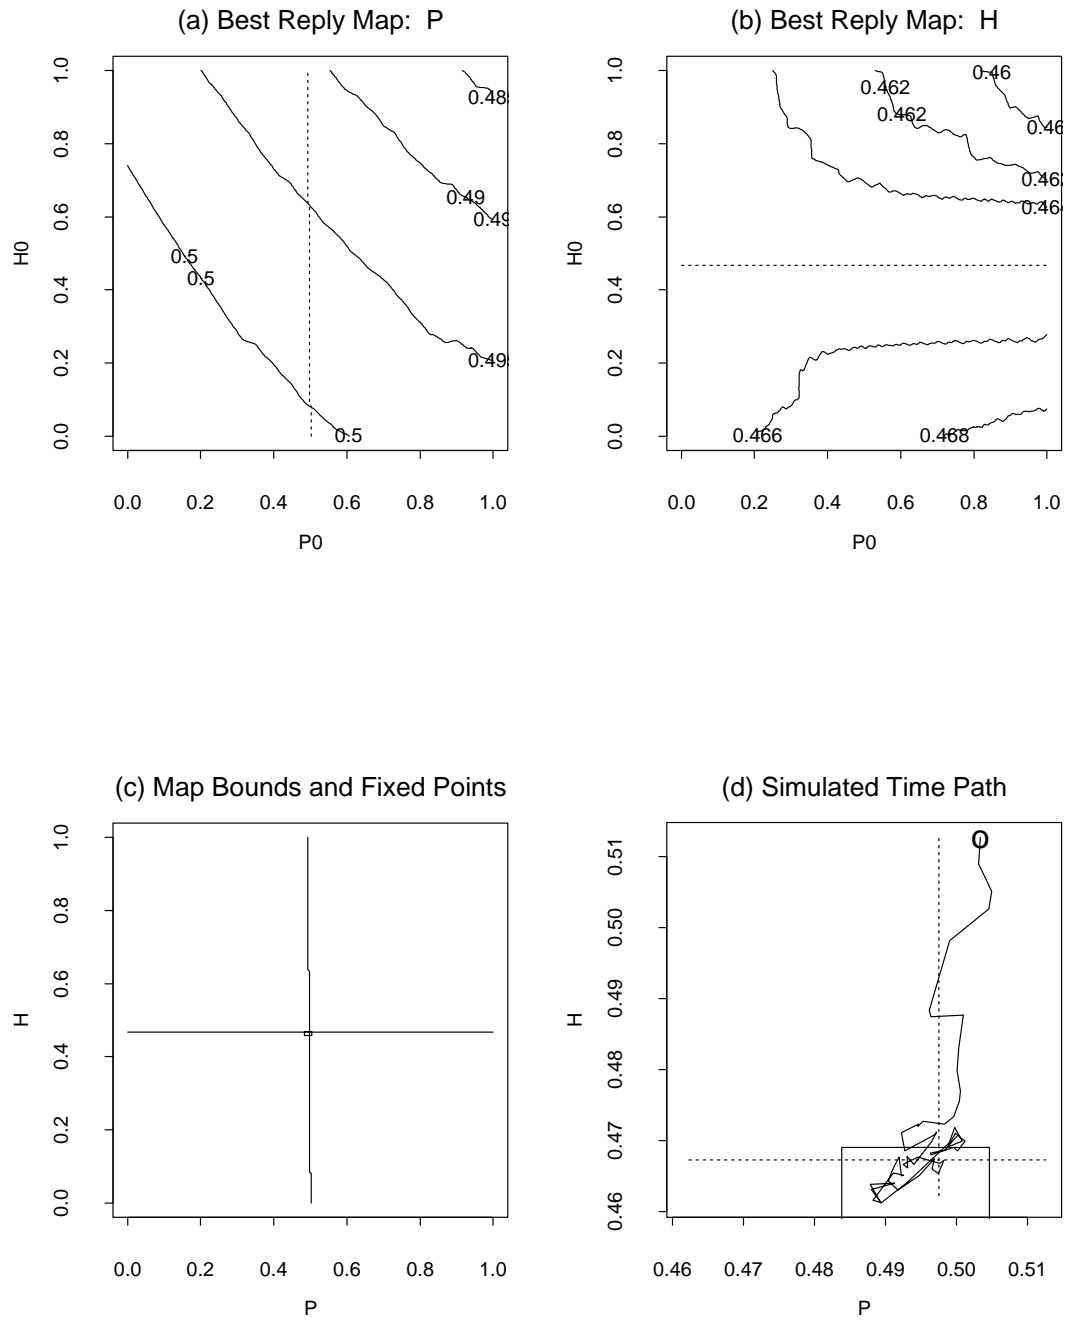 (a) Best Reply Map: P
H0
1.0
0.8
0.6
0.4
0.2
0.0
0.5
0.5
0.5
0.49
0.0 0.2 0.4 0.6 0.8 1.0
P0
(b) Best Reply Map: H
H0
1.0
0.8
0.6
0.4
0.2
0.0
0.46
0.462
0.462
0.466
0.468
0.0 0.2 0.4 0.6 0.8 1.0
P0
(c) Map Bounds and Fixed Points
H
1.0
0.8
0.6
0.4
0.2
0.0
0.0 0.2 0.4 0.6 0.8 1.0
P
(d) Simulated Time Path
H
0.51
0.50
0.49
0.48
0.47
0.46
O
0.46 0.47 0.48 0.49 0.50 0.51
P